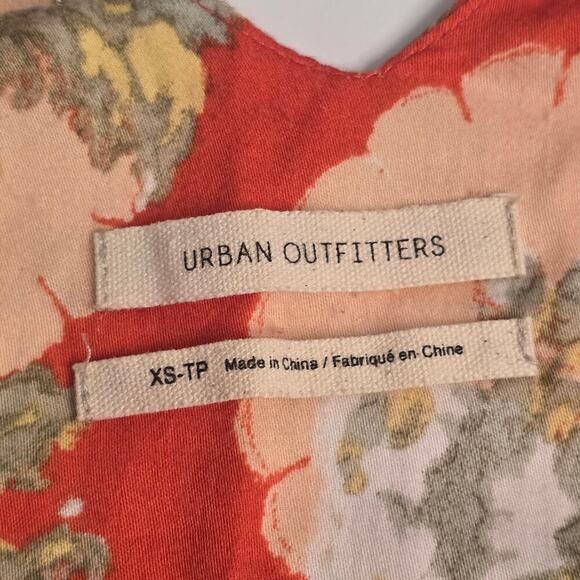 URBAN OUTFITTERS
XS-TP Made in China / Fabriqué en Chine